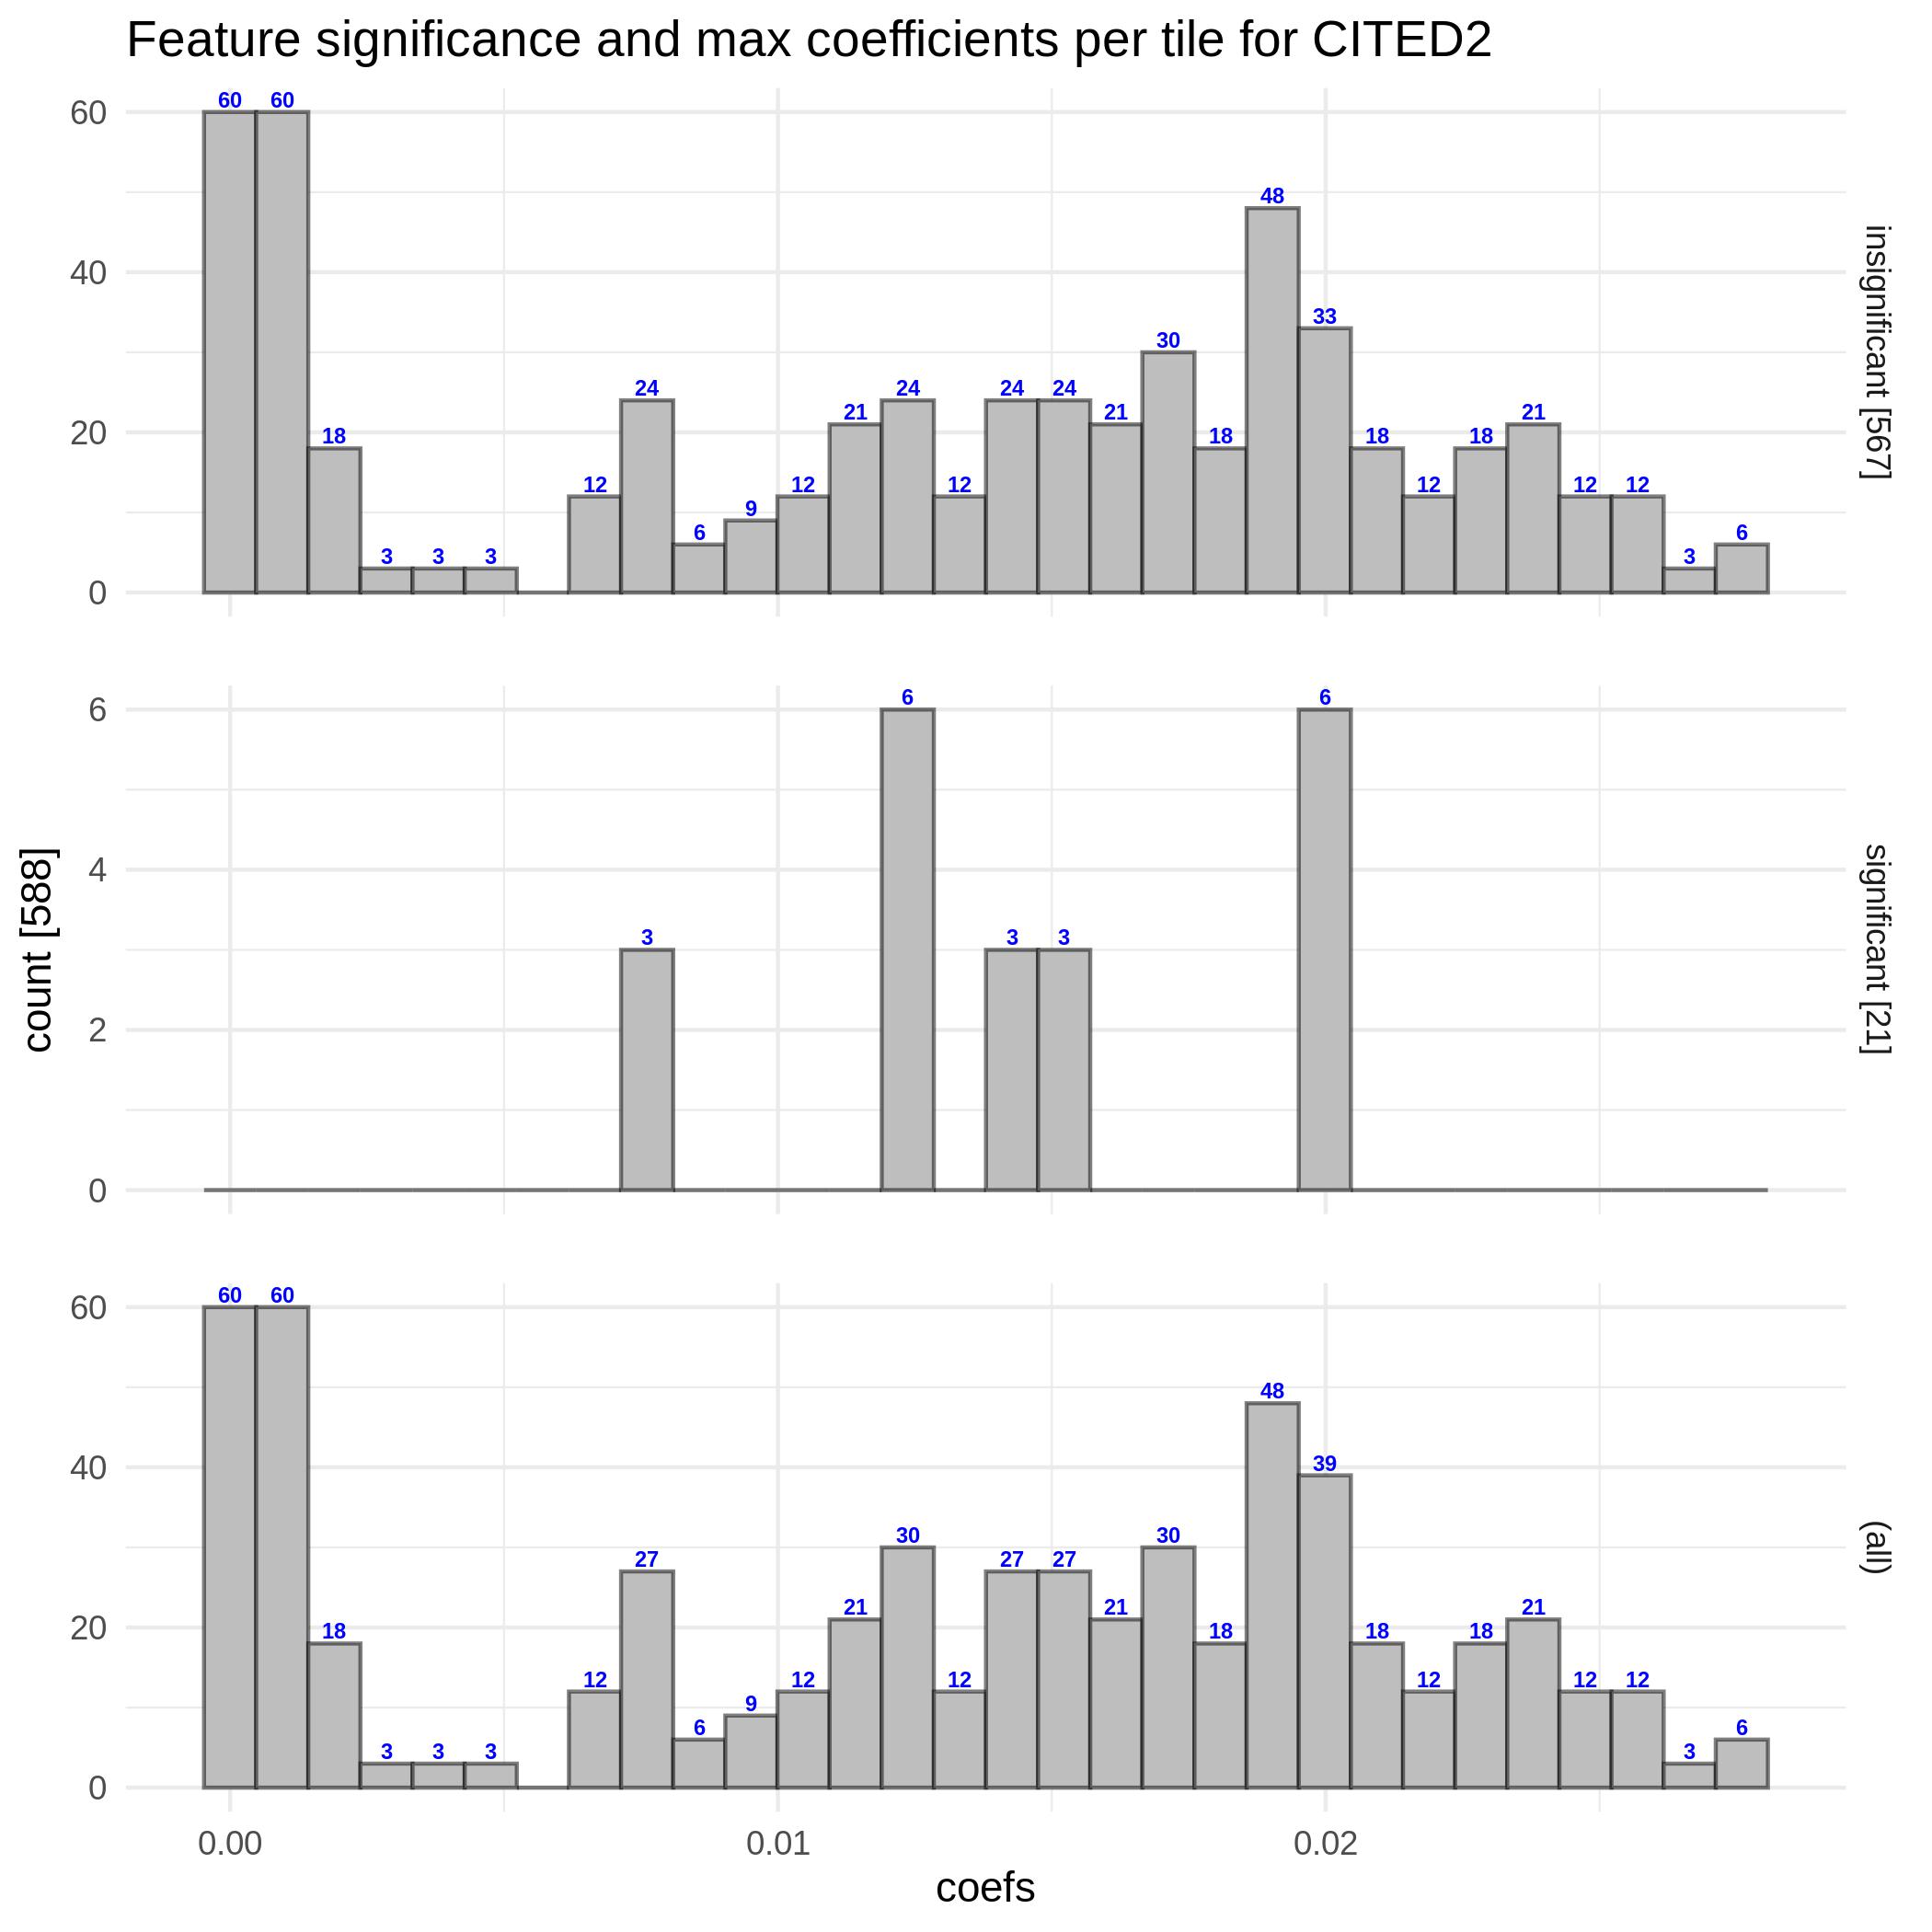 Feature significance and max coefficients per tile for CITED2
60 60 18 3 3 3 12 24 6 9 12 21 24 12 24 24 21 30 18 48 33 18 12 18 21 12 12 3 6
60
40
20
0
insignificant [567]
3 6 3 3 6
6
4
2
0
significant [21]
count [588]
60 60 18 3 3 3 12 27 6 9 12 21 30 12 27 27 21 30 18 48 39 18 12 18 21 12 12 3 6
60
40
20
0
(all)
0.00 0.01 0.02
coefs